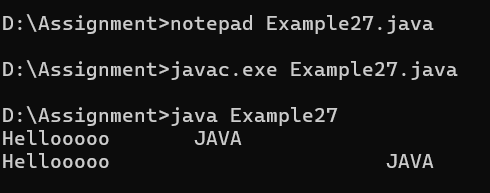 D:\Assignment>notepad Example27.java
D:\Assignment>javac.exe Example27.java
D:\Assignment>java Example27
Hellooooo       JAVA
Hellooooo                       JAVA